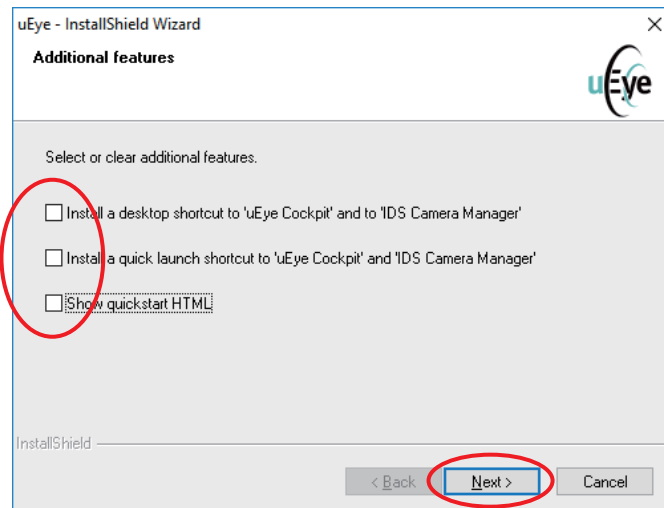 uEye - InstallShield Wizard
Additional features
uEye
Select or clear additional features.
Install a desktop shortcut to 'uEye Cockpit' and to 'IDS Camera Manager'
Install a quick launch shortcut to 'uEye Cockpit' and 'IDS Camera Manager'
Show quickstart HTML
InstallShield
< Back
Next >
Cancel